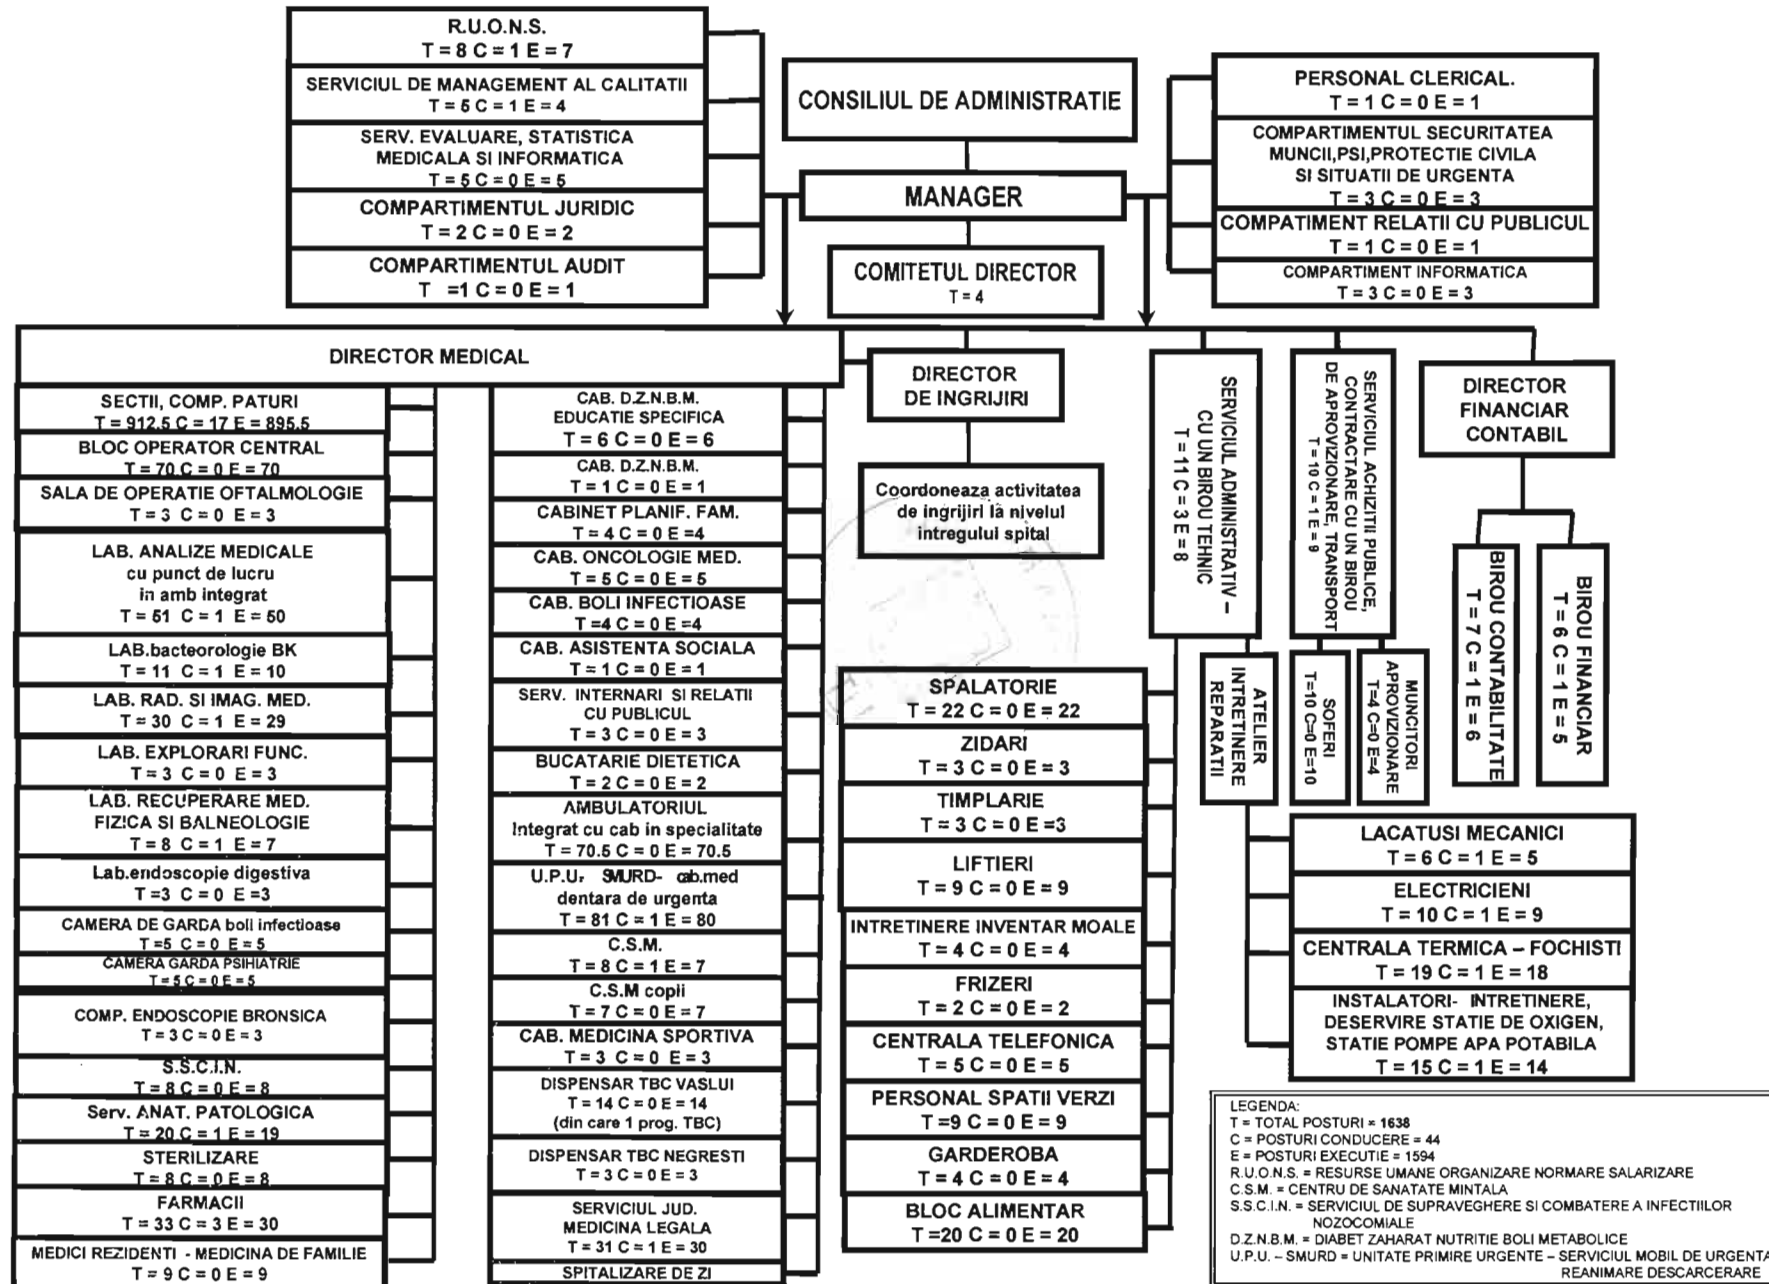 R.U.O.N.S.
T = 8 C = 1 E = 7
SERVICIUL DE MANAGEMENT AL CALITATII
T = 5 C = 1 E = 4
SERV. EVALUARE, STATISTICA
MEDICALA SI INFORMATICA
T = 5 C = 0 E = 5
COMPARTIMENTUL JURIDIC
T = 2 C = 0 E = 2
COMPARTIMENTUL AUDIT
T =1 C = 0 E = 1
CONSILIUL DE ADMINISTRATIE
MANAGER
COMITETUL DIRECTOR
T = 4
PERSONAL CLERICAL.
T = 1 C = 0 E = 1
COMPARTIMENTUL SECURITATEA
MUNCII,PSI,PROTECTIE CIVILA
SI SITUATII DE URGENTA
T = 3 C = 0 E = 3
COMPATIMENT RELATII CU PUBLICUL
T = 1 C = 0 E = 1
COMPARTIMENT INFORMATICA
T = 3 C = 0 E = 3
DIRECTOR MEDICAL
SECTII, COMP. PATURI
T = 912.5 C = 17 E = 895.5
BLOC OPERATOR CENTRAL
T = 70 C = 0 E = 70
SALA DE OPERATIE OFTALMOLOGIE
T = 3 C = 0 E = 3
LAB. ANALIZE MEDICALE
cu punct de lucru
in amb integrat
T = 51 C = 1 E = 50
LAB.bacteorologie BK
T = 11 C = 1 E = 10
LAB. RAD. SI IMAG. MED.
T = 30 C = 1 E = 29
LAB. EXPLORARI FUNC.
T = 3 C = 0 E = 3
LAB. RECUPERARE MED.
FIZICA SI BALNEOLOGIE
T = 8 C = 1 E = 7
Lab.endoscopie digestiva
T =3 C = 0 E =3
CAMERA DE GARDA boli infectioase
T =5 C = 0 E = 5
CAMERA GARDA PSIHIATRIE
T = 5 C = 0 E = 5
COMP. ENDOSCOPIE BRONSICA
T = 3 C = 0 E = 3
S.S.C.I.N.
T = 8 C = 0 E = 8
Serv. ANAT. PATOLOGICA
T = 20 C = 1 E = 19
STERILIZARE
T = 8 C = 0 E = 8
FARMACII
T = 33 C = 3 E = 30
MEDICI REZIDENTI - MEDICINA DE FAMILIE
T = 9 C = 0 E = 9
CAB. D.Z.N.B.M.
EDUCATIE SPECIFICA
T = 6 C = 0 E = 6
CAB. D.Z.N.B.M.
T = 1 C = 0 E = 1
CABINET PLANIF. FAM.
T = 4 C = 0 E =4
CAB. ONCOLOGIE MED.
T = 5 C = 0 E = 5
CAB. BOLI INFECTIOASE
T =4 C = 0 E =4
CAB. ASISTENTA SOCIALA
T = 1 C = 0 E = 1
SERV. INTERNARI SI RELATII
CU PUBLICUL
T = 3 C = 0 E = 3
BUCATARIE DIETETICA
T = 2 C = 0 E = 2
AMBULATORIUL
Integrat cu cab in specialitate
T = 70.5 C = 0 E = 70.5
U.P.U- SMURD- cab.med
dentara de urgenta
T = 81 C = 1 E = 80
C.S.M.
T = 8 C = 1 E = 7
C.S.M copii
T = 7 C = 0 E = 7
CAB. MEDICINA SPORTIVA
T = 3 C = 0 E = 3
DISPENSAR TBC VASLUI
T = 14 C = 0 E = 14
(din care 1 prog. TBC)
DISPENSAR TBC NEGRESTI
T = 3 C = 0 E = 3
SERVICIUL JUD.
MEDICINA LEGALA
T = 31 C = 1 E = 30
SPITALIZARE DE ZI
DIRECTOR
DE INGRIJIRI
Coordoneaza activitatea
de ingrijiri la nivelul
intregului spital
SERVICIUL ADMINISTRATIV –
CU UN BIROU TEHNIC
T = 11 C = 3 E = 8
SERVICIUL ACHIZITII PUBLICE,
CONTRACTARE CU UN BIROU
DE APROVIZIONARE, TRANSPORT
T = 10 C = 1 E = 9
DIRECTOR
FINANCIAR
CONTABIL
BIROU CONTABILITATE
T = 7 C = 1 E = 6
BIROU FINANCIAR
T = 6 C = 1 E = 5
ATELIER
INTRETINERE
REPARATII
SOFERI
T=10 C=0 E=10
MUNCITORI
APROVIZIONARE
T=4 C=0 E=4
SPALATORIE
T = 22 C = 0 E = 22
ZIDARI
T = 3 C = 0 E = 3
TIMPLARIE
T = 3 C = 0 E =3
LIFTIERI
T = 9 C = 0 E = 9
INTRETINERE INVENTAR MOALE
T = 4 C = 0 E = 4
FRIZERI
T = 2 C = 0 E = 2
CENTRALA TELEFONICA
T = 5 C = 0 E = 5
PERSONAL SPATII VERZI
T =9 C = 0 E = 9
GARDEROBA
T = 4 C = 0 E = 4
BLOC ALIMENTAR
T =20 C = 0 E = 20
LACATUSI MECANICI
T = 6 C = 1 E = 5
ELECTRICIENI
T = 10 C = 1 E = 9
CENTRALA TERMICA – FOCHISTI
T = 19 C = 1 E = 18
INSTALATORI- INTRETINERE,
DESERVIRE STATIE DE OXIGEN,
STATIE POMPE APA POTABILA
T = 15 C = 1 E = 14
LEGENDA:
T = TOTAL POSTURI = 1638
C = POSTURI CONDUCERE = 44
E = POSTURI EXECUTIE = 1594
R.U.O.N.S. = RESURSE UMANE ORGANIZARE NORMARE SALARIZARE
C.S.M. = CENTRU DE SANATATE MINTALA
S.S.C.I.N. = SERVICIUL DE SUPRAVEGHERE SI COMBATERE A INFECTIILOR
NOZOCOMIALE
D.Z.N.B.M. = DIABET ZAHARAT NUTRITIE BOLI METABOLICE
U.P.U. – SMURD = UNITATE PRIMIRE URGENTE – SERVICIUL MOBIL DE URGENTA
REANIMARE DESCARCERARE